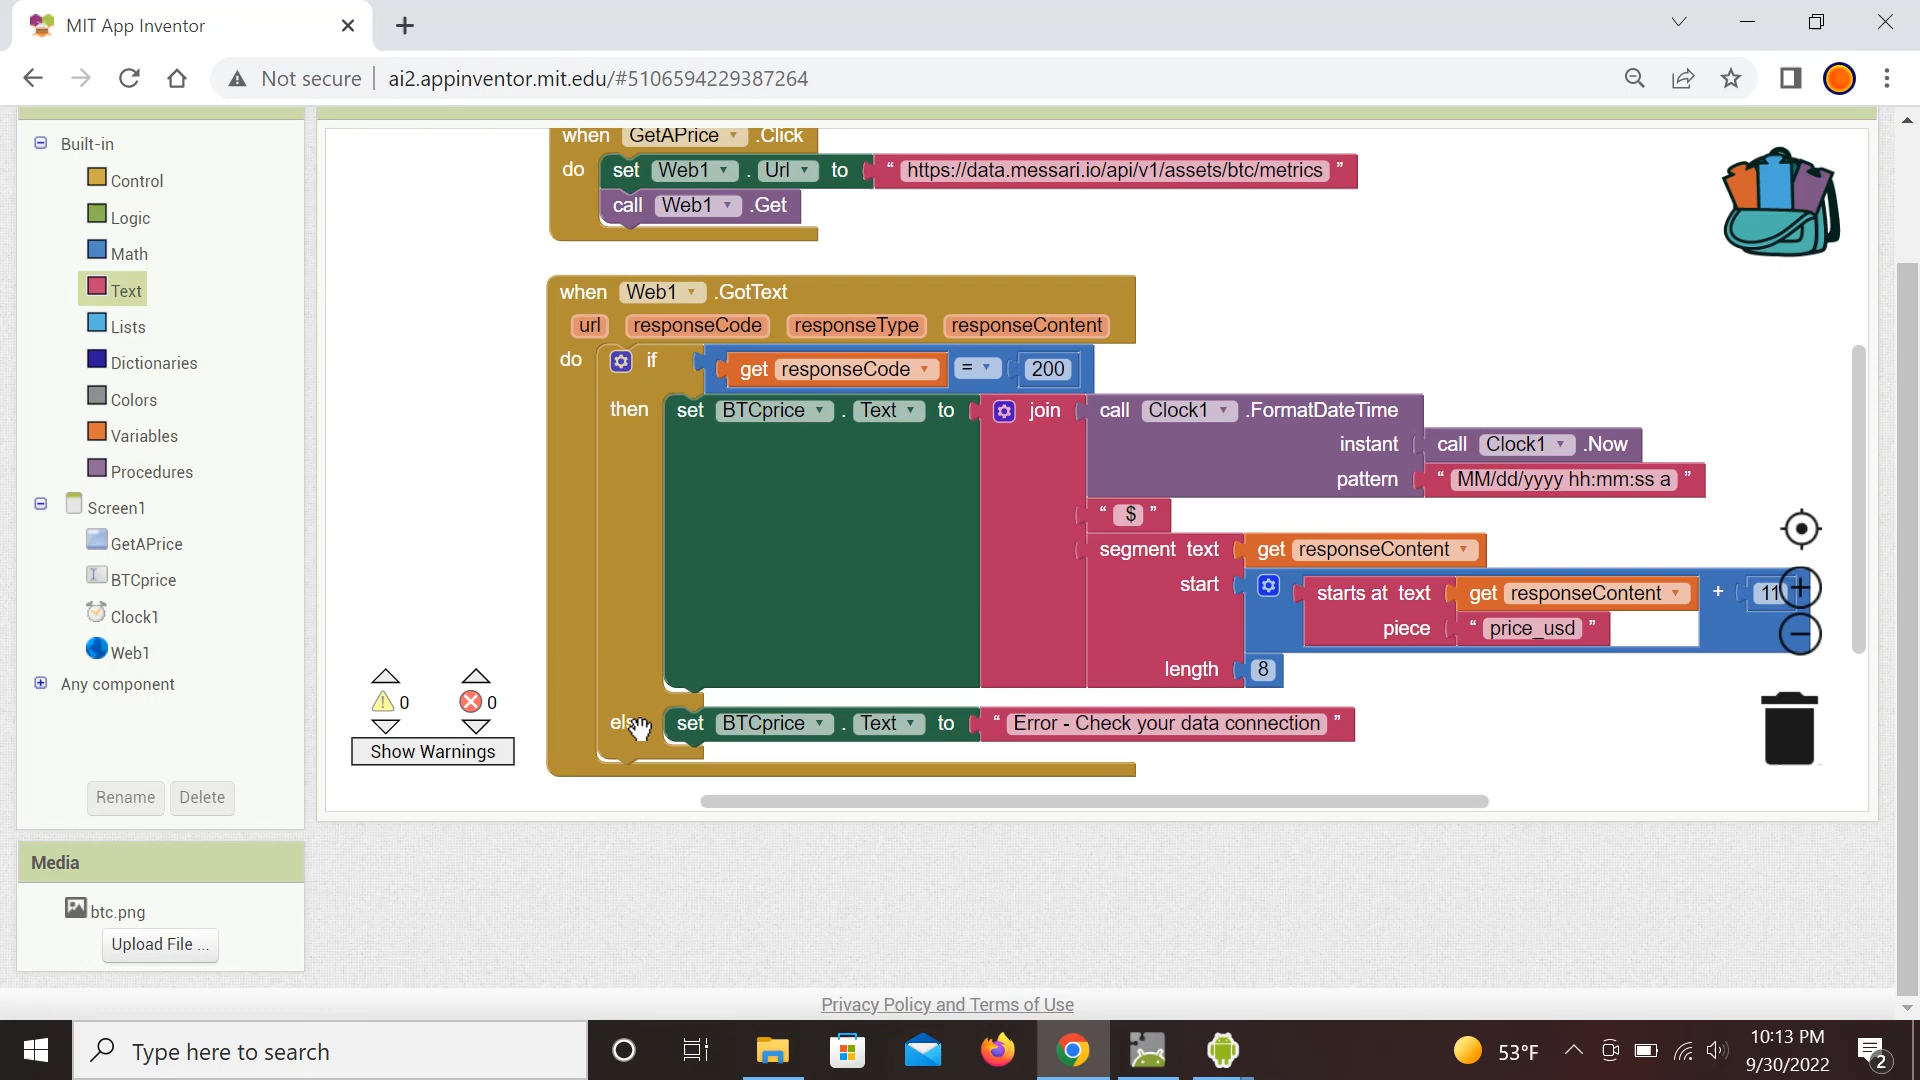 MIT App Inventor
Not secure
ai2.appinventor.mit.edu/#5106594229387264
Built-in
Control
Logic
Math
Text
Lists
Dictionaries
Colors
Variables
Procedures
Screen1
GetAPrice
BTCprice
Clock1
Web1
Any component
Rename Delete
Media
btc.png
Upload File ...
when GetAPrice .Click
do set Web1 . Url to “ https://data.messari.io/api/v1/assets/btc/metrics ”
call Web1 .Get
when Web1 .GotText
url responseCode responseType responseContent
do if get responseCode = 200
then set BTCprice . Text to join call Clock1 .FormatDateTime
instant call Clock1 .Now
pattern “ MM/dd/yyyy hh:mm:ss a ”
“ $ ”
segment text get responseContent
start starts at text get responseContent + 11
piece “ price_usd ”
length 8
else set BTCprice . Text to “ Error - Check your data connection ”
0 0
Show Warnings
Privacy Policy and Terms of Use
Type here to search
53°F
10:13 PM
9/30/2022
2